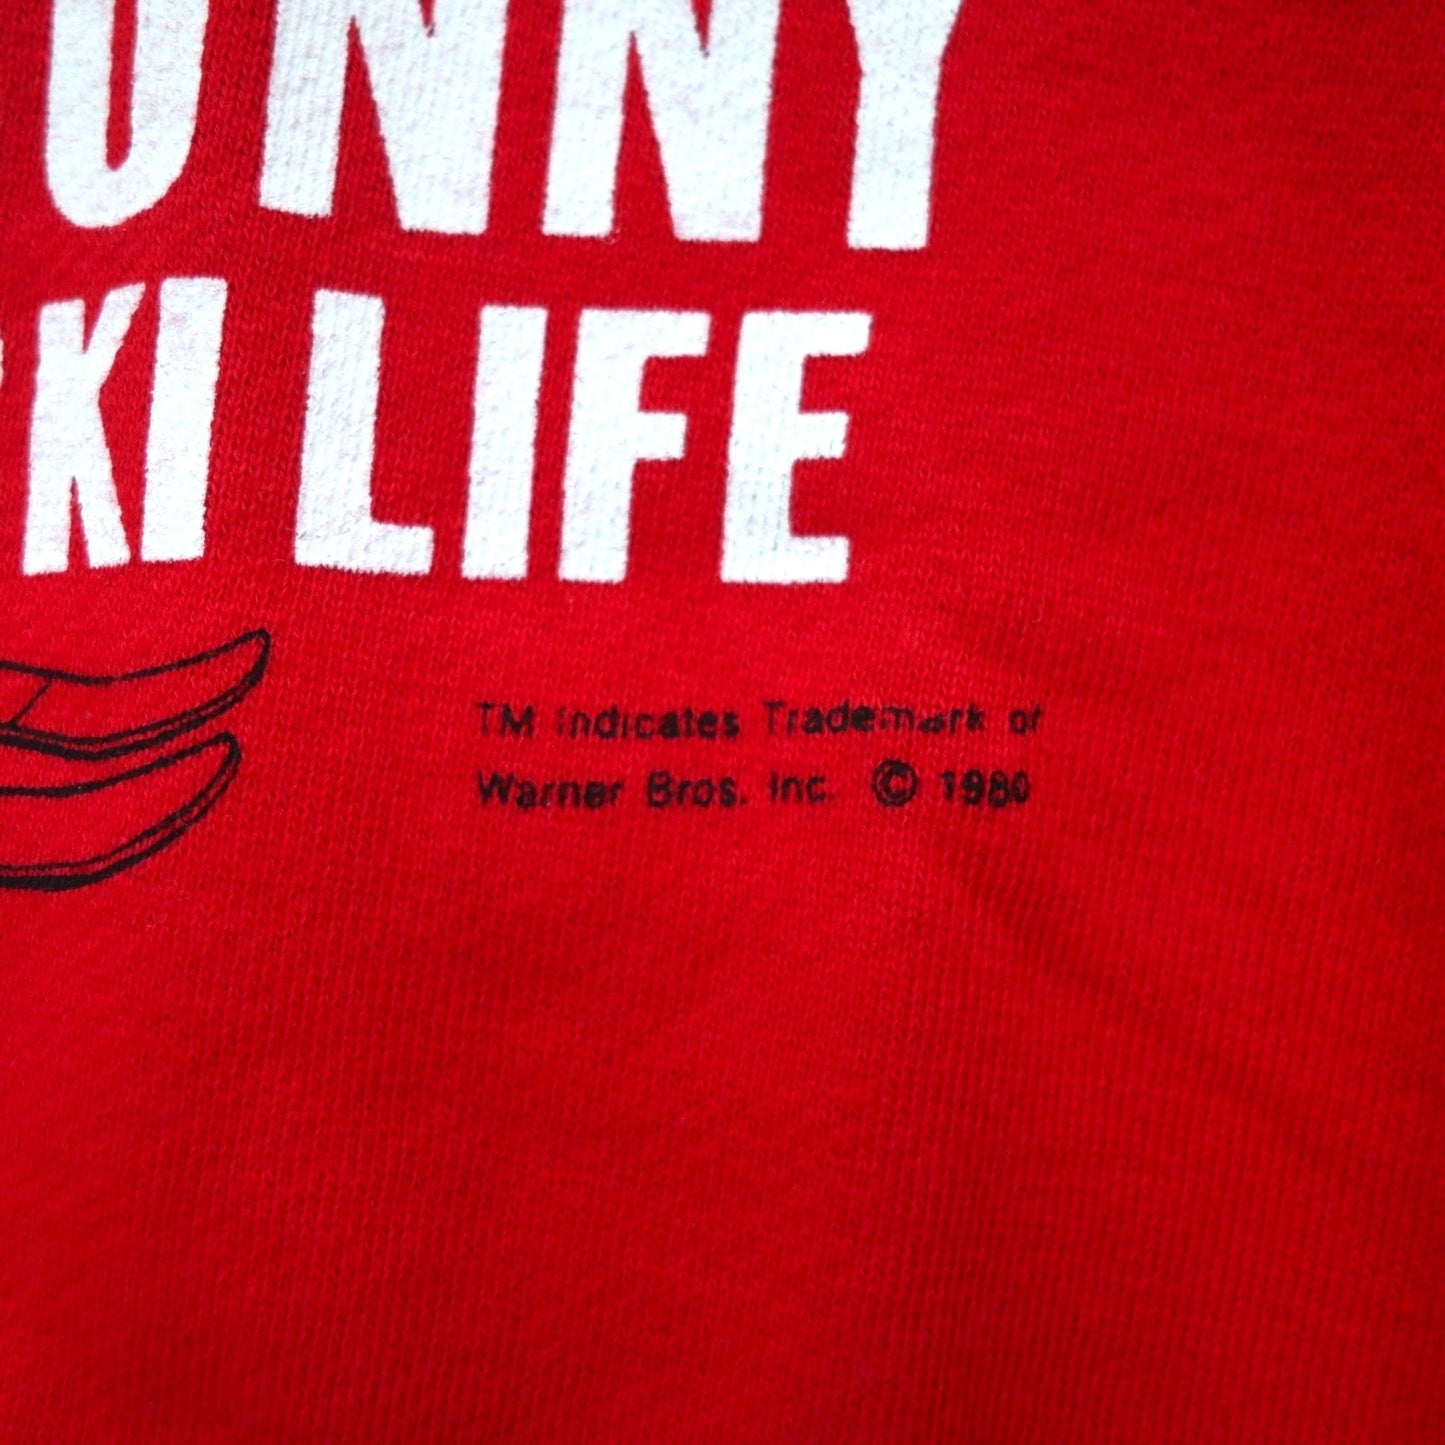 UNNY
KI LIFE
TM indicates Trademark of
Warner Bros. Inc. © 1980